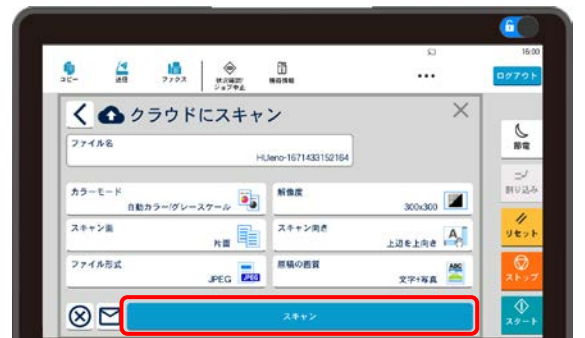 16:00
コピー 送信 ファックス 状況確認/ジョブ中止 機器情報 ... ログアウト
クラウドにスキャン
ファイル名
HUeno-1671433152164
節電
割り込み
カラーモード
自動カラー/グレースケール
解像度
300x300
スキャン面
片面
スキャン向き
上辺を上向き
A
リセット
ファイル形式
JPEG
JPEG
原稿の画質
文字+写真
ABC
ストップ
スキャン
スタート